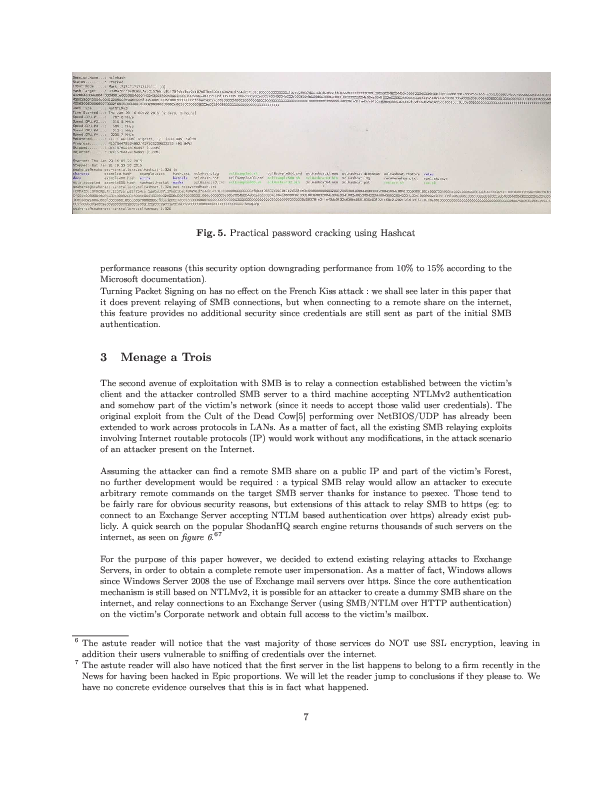 Fig. 5. Practical password cracking using Hashcat
performance reasons (this security option downgrading performance from 10% to 15% according to the
Microsoft documentation).
Turning Packet Signing on has no effect on the French Kiss attack : we shall see later in this paper that
it does prevent relaying of SMB connections, but when connecting to a remote share on the internet,
this feature provides no additional security since credentials are still sent as part of the initial SMB
authentication.
3 Menage a Trois
The second avenue of exploitation with SMB is to relay a connection established between the victim's
client and the attacker controlled SMB server to a third machine accepting NTLMv2 authentication
and somehow part of the victim's network (since it needs to accept those valid user credentials). The
original exploit from the Cult of the Dead Cow[5] performing over NetBIOS/UDP has already been
extended to work across protocols in LANs. As a matter of fact, all the existing SMB relaying exploits
involving Internet routable protocols (IP) would work without any modifications, in the attack scenario
of an attacker present on the Internet.
Assuming the attacker can find a remote SMB share on a public IP and part of the victim's Forest,
no further development would be required : a typical SMB relay would allow an attacker to execute
arbitrary remote commands on the target SMB server thanks for instance to psexec. Those tend to
be fairly rare for obvious security reasons, but extensions of this attack to relay SMB to https (eg: to
connect to an Exchange Server accepting NTLM based authentication over https) already exist pub-
licly. A quick search on the popular ShodanHQ search engine returns thousands of such servers on the
internet, as seen on figure 6.67
For the purpose of this paper however, we decided to extend existing relaying attacks to Exchange
Servers, in order to obtain a complete remote user impersonation. As a matter of fact, Windows allows
since Windows Server 2008 the use of Exchange mail servers over https. Since the core authentication
mechanism is still based on NTLMv2, it is possible for an attacker to create a dummy SMB share on the
internet, and relay connections to an Exchange Server (using SMB/NTLM over HTTP authentication)
on the victim's Corporate network and obtain full access to the victim's mailbox.
6 The astute reader will notice that the vast majority of those services do NOT use SSL encryption, leaving in
addition their users vulnerable to sniffing of credentials over the internet.
7 The astute reader will also have noticed that the first server in the list happens to belong to a firm recently in the
News for having been hacked in Epic proportions. We will let the reader jump to conclusions if they please to. We
have no concrete evidence ourselves that this is in fact what happened.
7